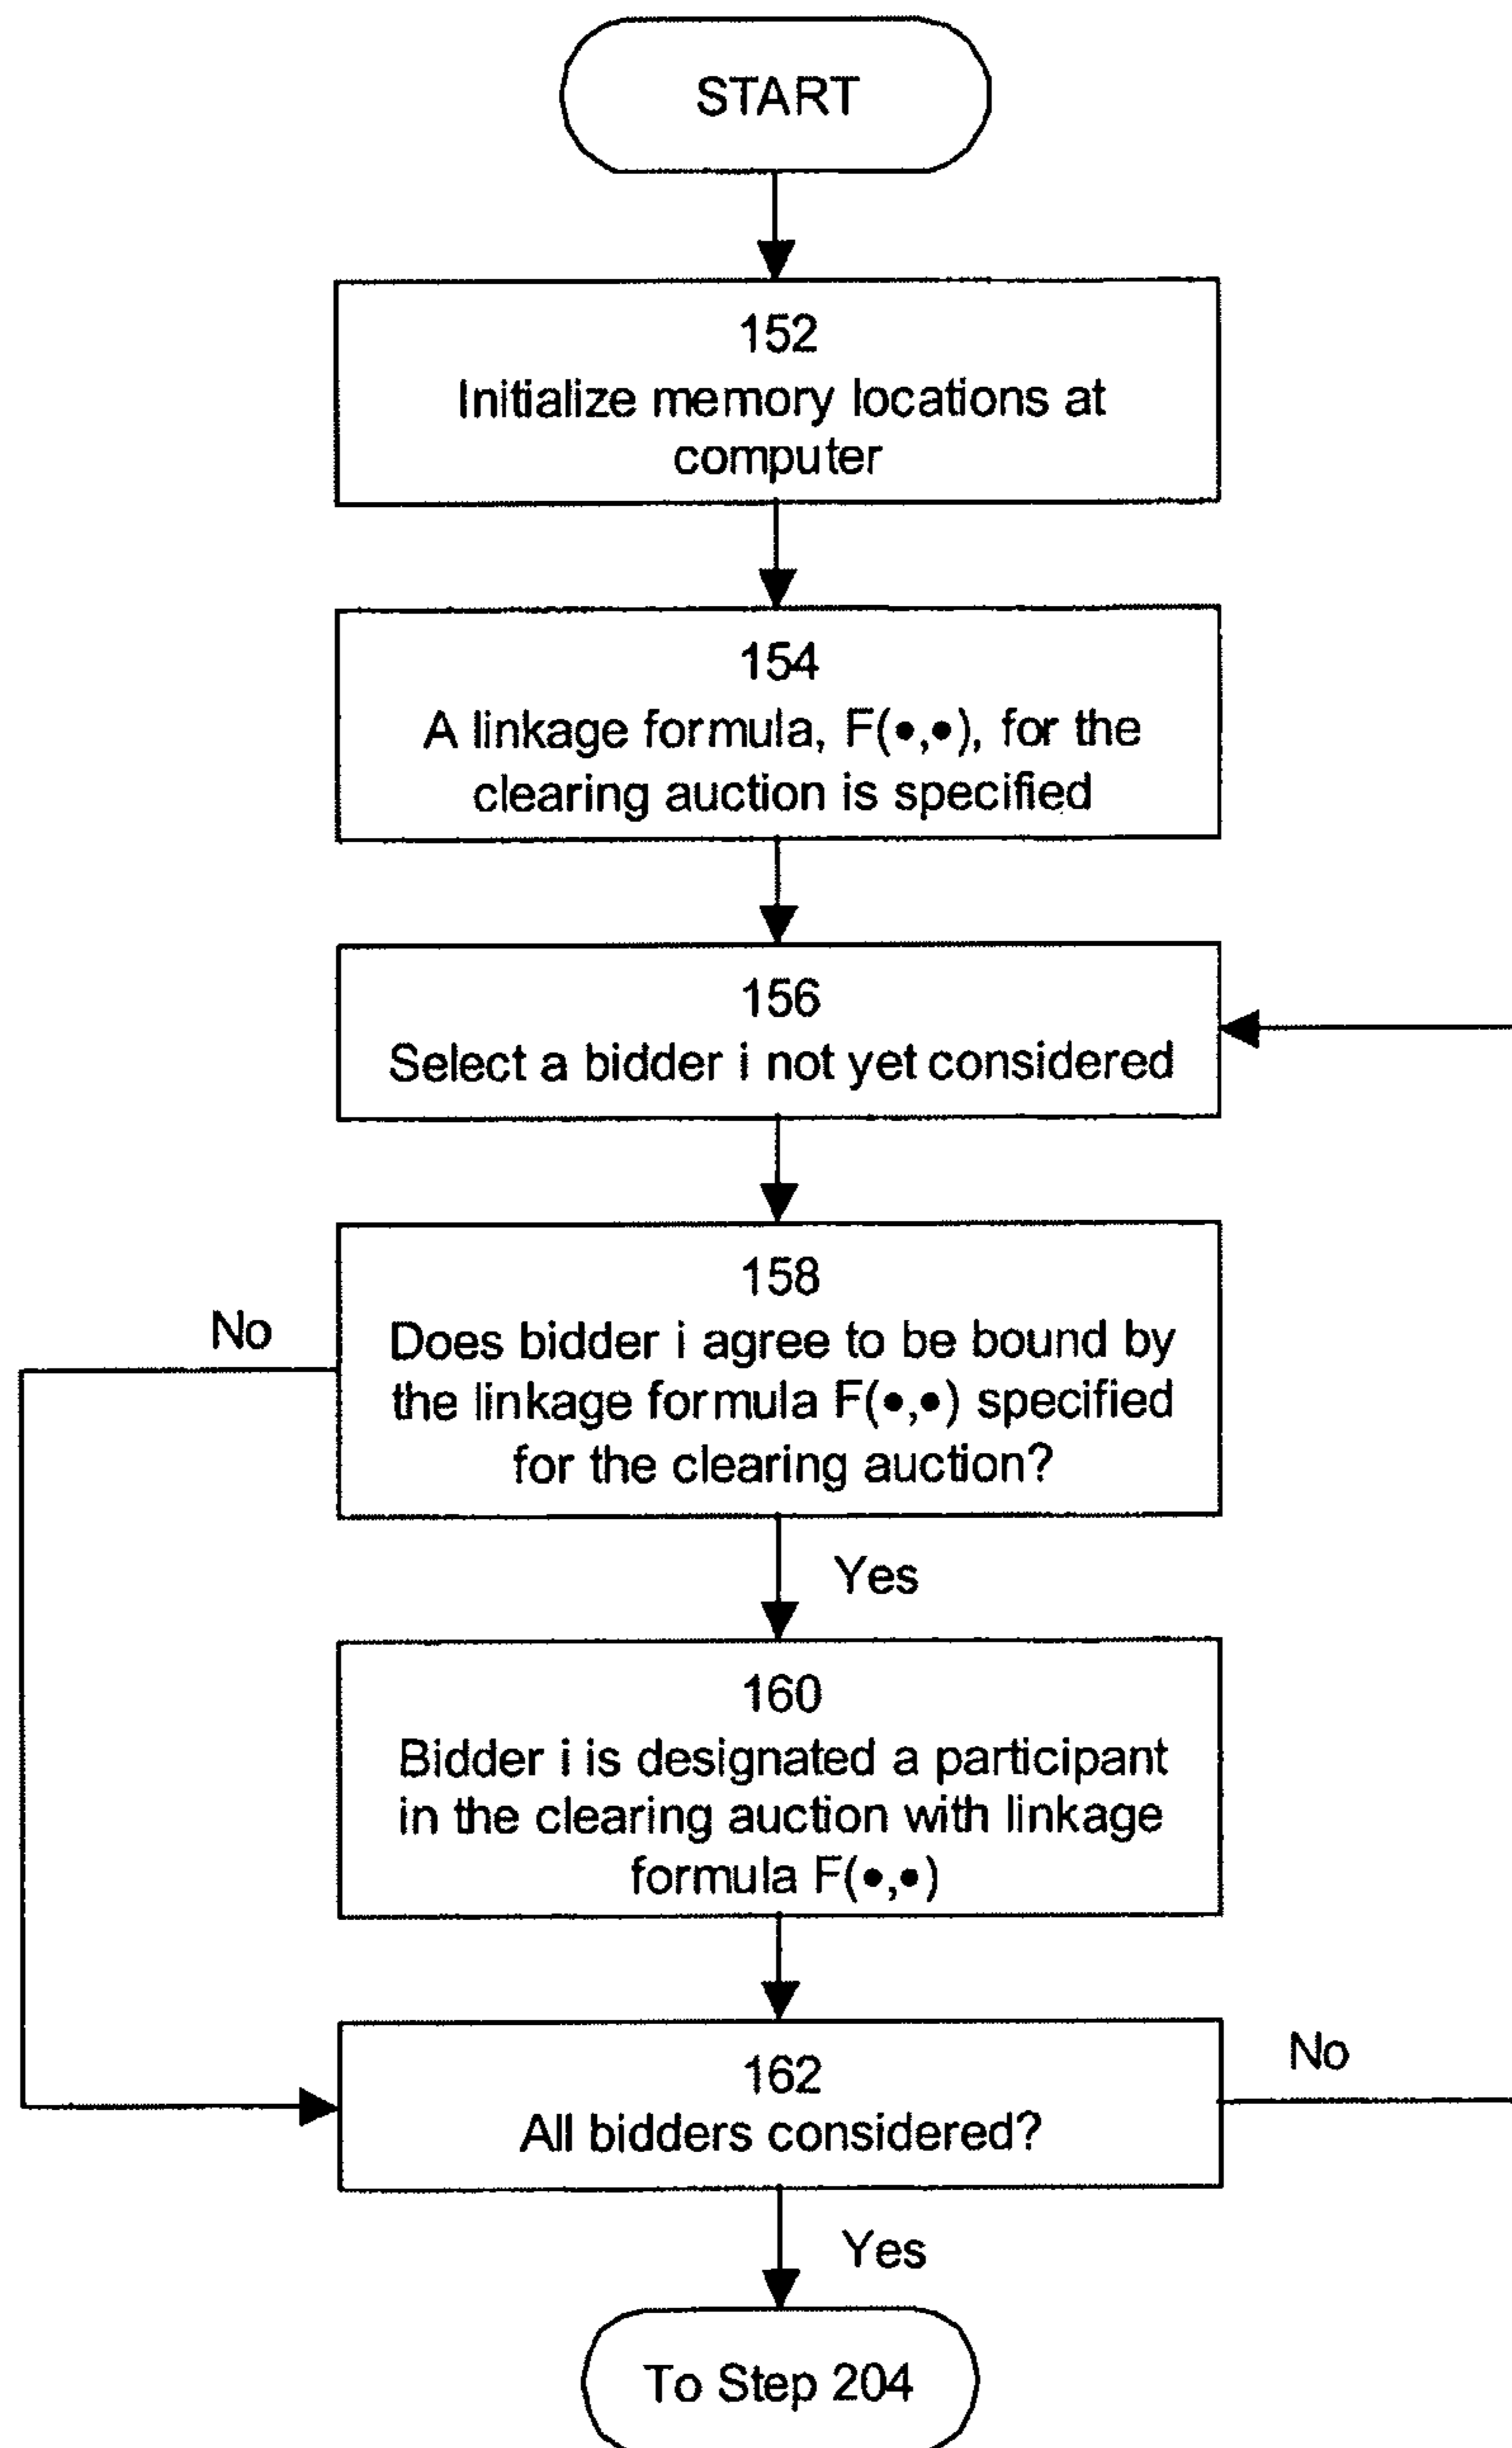 START
152
Initialize memory locations at
computer
154
A linkage formula, F(•,•), for the
clearing auction is specified
156
Select a bidder i not yet considered
158
Does bidder i agree to be bound by
the linkage formula F(•,•) specified
for the clearing auction?
No
Yes
160
Bidder i is designated a participant
in the clearing auction with linkage
formula F(•,•)
162
All bidders considered?
No
Yes
To Step 204